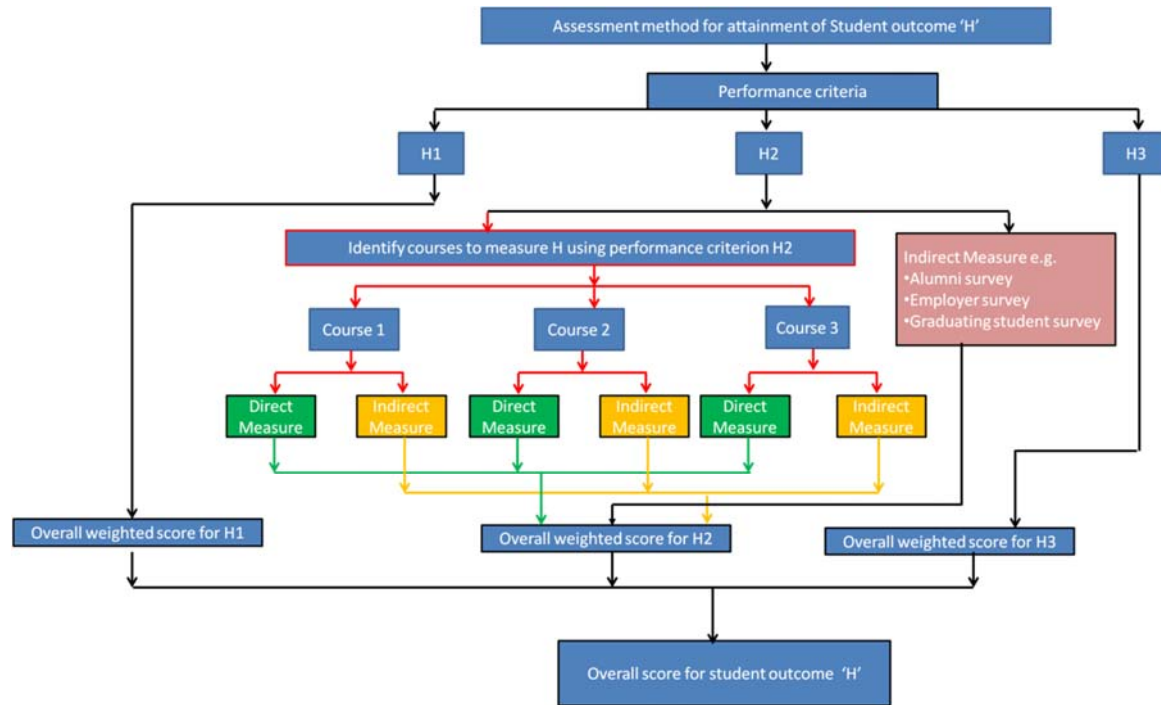 Assessment method for attainment of Student outcome ‘H’
Performance criteria
H1
H2
H3
Identify courses to measure H using performance criterion H2
Indirect Measure e.g.
•Alumni survey
•Employer survey
•Graduating student survey
Course 1
Course 2
Course 3
Direct
Measure
Indirect
Measure
Direct
Measure
Indirect
Measure
Direct
Measure
Indirect
Measure
Overall weighted score for H1
Overall weighted score for H2
Overall weighted score for H3
Overall score for student outcome ‘H’